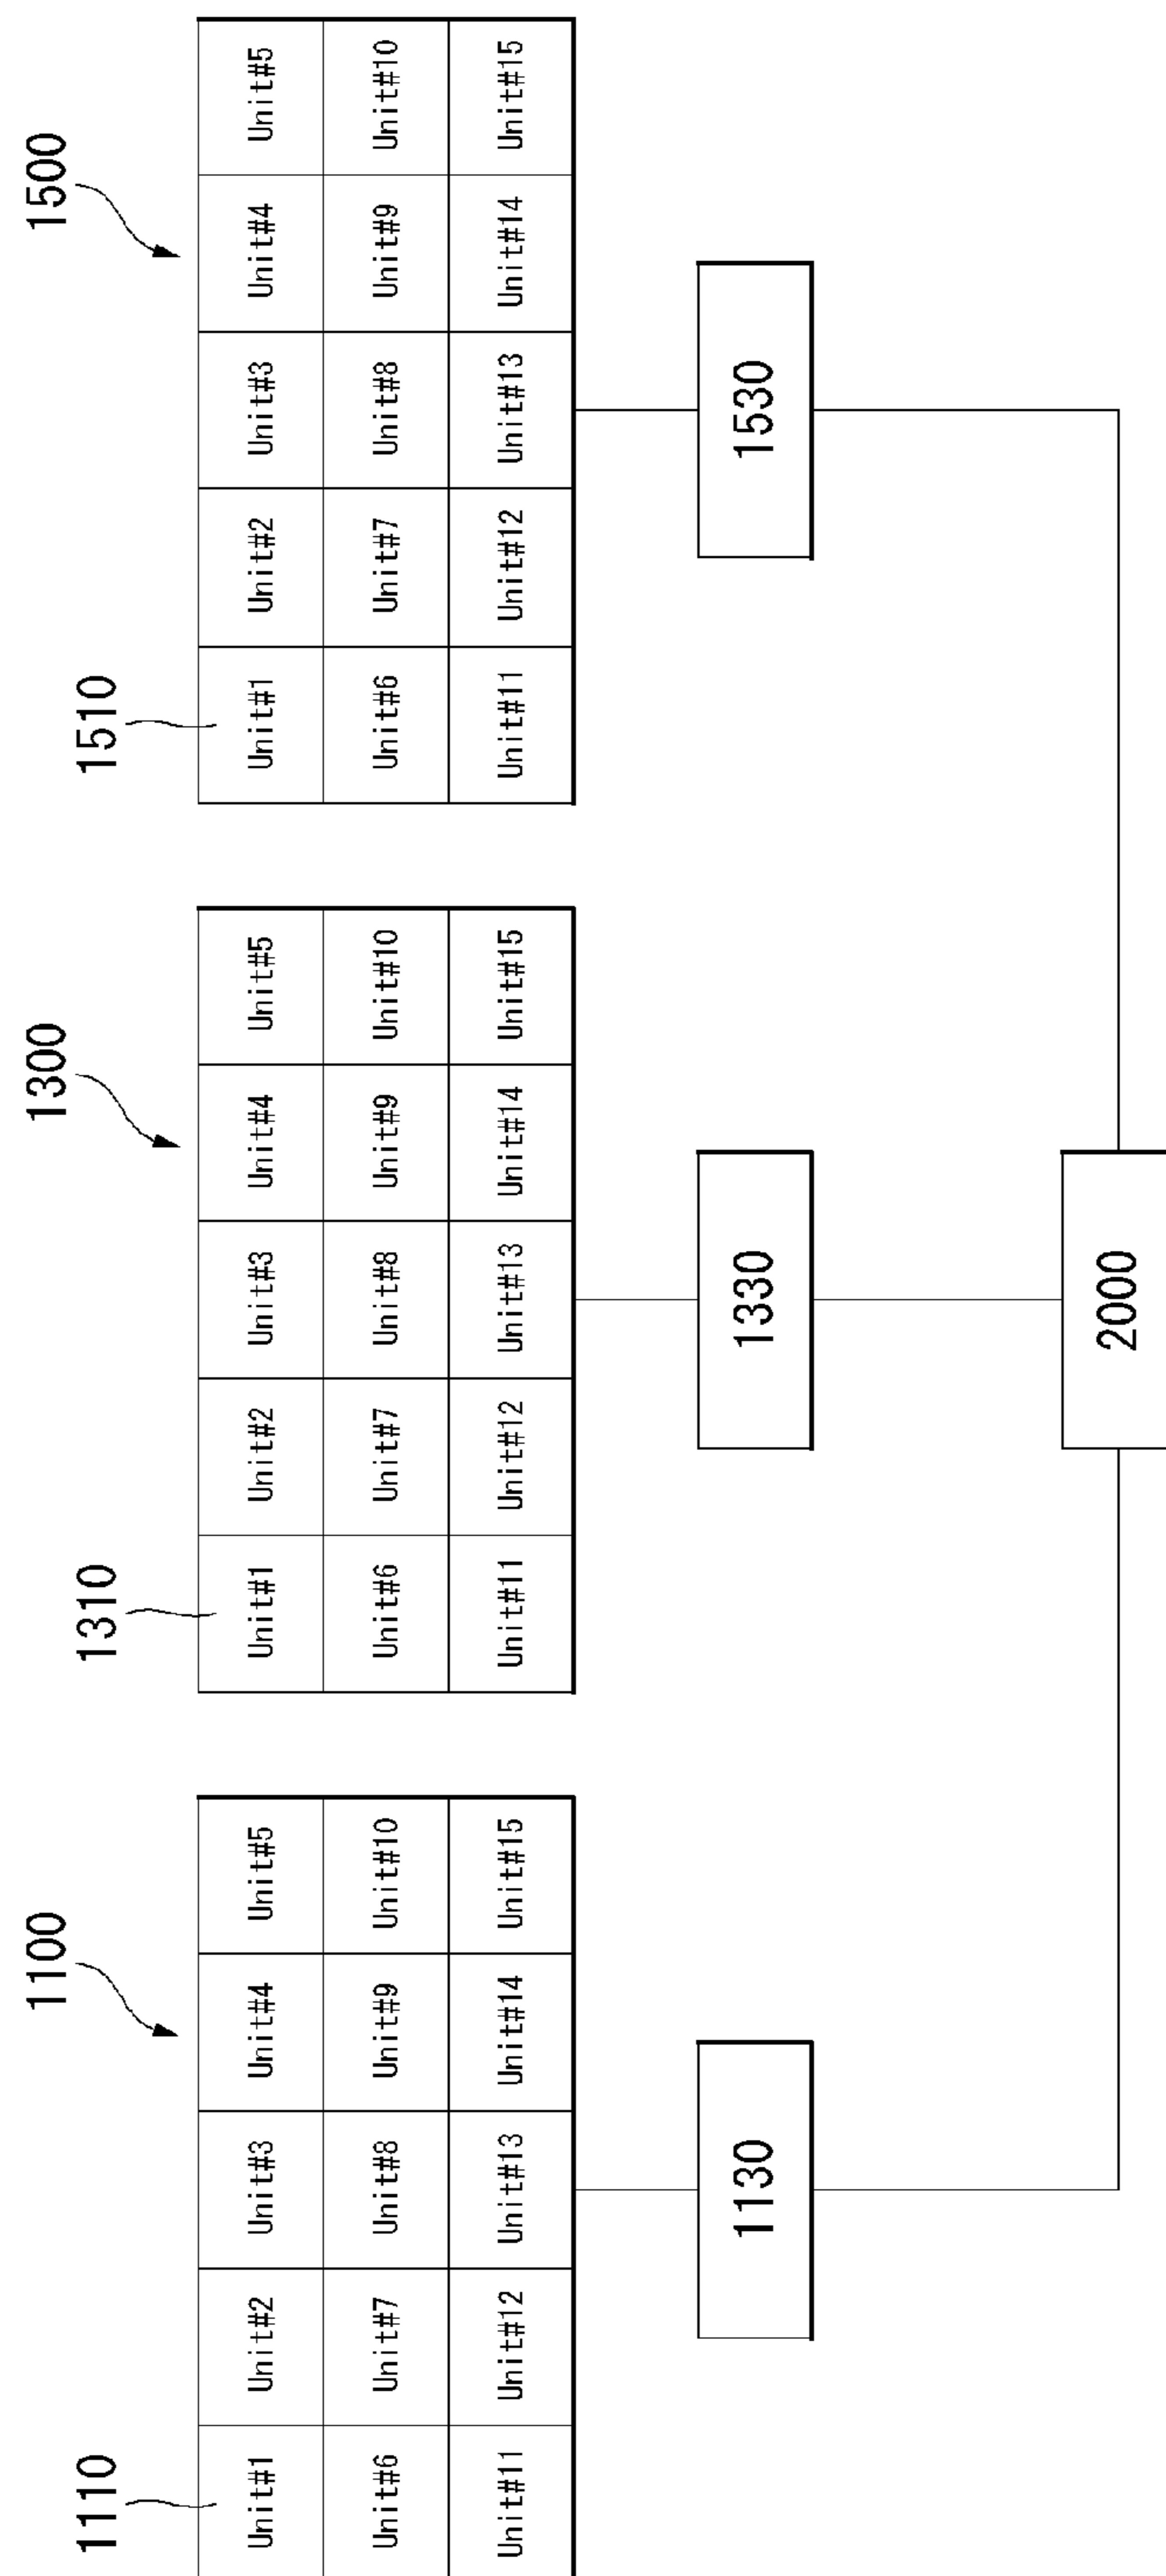 1100 1300 1500
1110 1310 1510
Unit#1 Unit#2 Unit#3 Unit#4 Unit#5 Unit#1 Unit#2 Unit#3 Unit#4 Unit#5 Unit#1 Unit#2 Unit#3 Unit#4 Unit#5
Unit#6 Unit#7 Unit#8 Unit#9 Unit#10 Unit#6 Unit#7 Unit#8 Unit#9 Unit#10 Unit#6 Unit#7 Unit#8 Unit#9 Unit#10
Unit#11 Unit#12 Unit#13 Unit#14 Unit#15 Unit#11 Unit#12 Unit#13 Unit#14 Unit#15 Unit#11 Unit#12 Unit#13 Unit#14 Unit#15
1130 1330 1530
2000